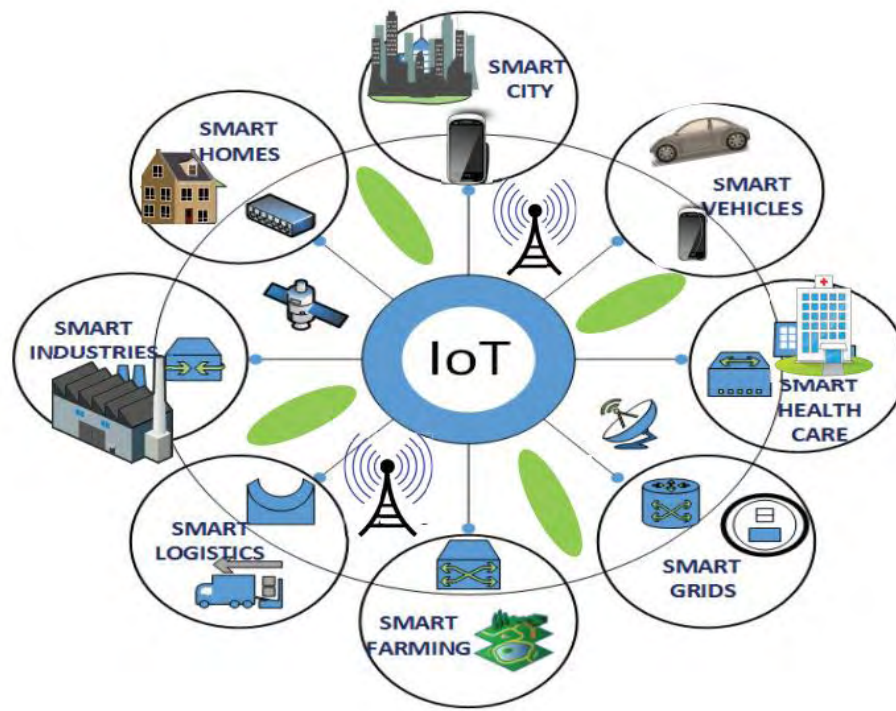 SMART
CITY
SMART
HOMES
SMART
VEHICLES
SMART
INDUSTRIES
IoT
SMART
HEALTH
CARE
SMART
LOGISTICS
SMART
GRIDS
SMART
FARMING